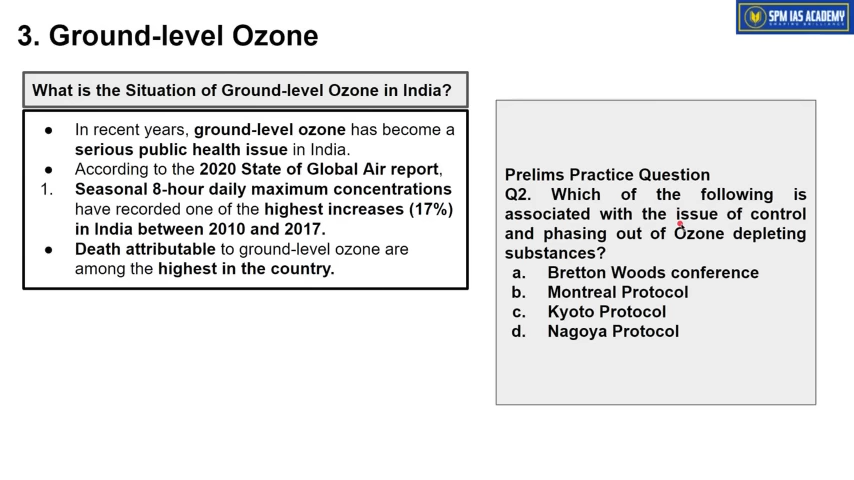 SPM IAS ACADEMY
SHAPING BRILLIANCE
3. Ground-level Ozone
What is the Situation of Ground-level Ozone in India?
● In recent years, ground-level ozone has become a
serious public health issue in India.
● According to the 2020 State of Global Air report,
1. Seasonal 8-hour daily maximum concentrations
have recorded one of the highest increases (17%)
in India between 2010 and 2017.
● Death attributable to ground-level ozone are
among the highest in the country.
Prelims Practice Question
Q2. Which of the following is
associated with the issue of control
and phasing out of Ozone depleting
substances?
a. Bretton Woods conference
b. Montreal Protocol
c. Kyoto Protocol
d. Nagoya Protocol